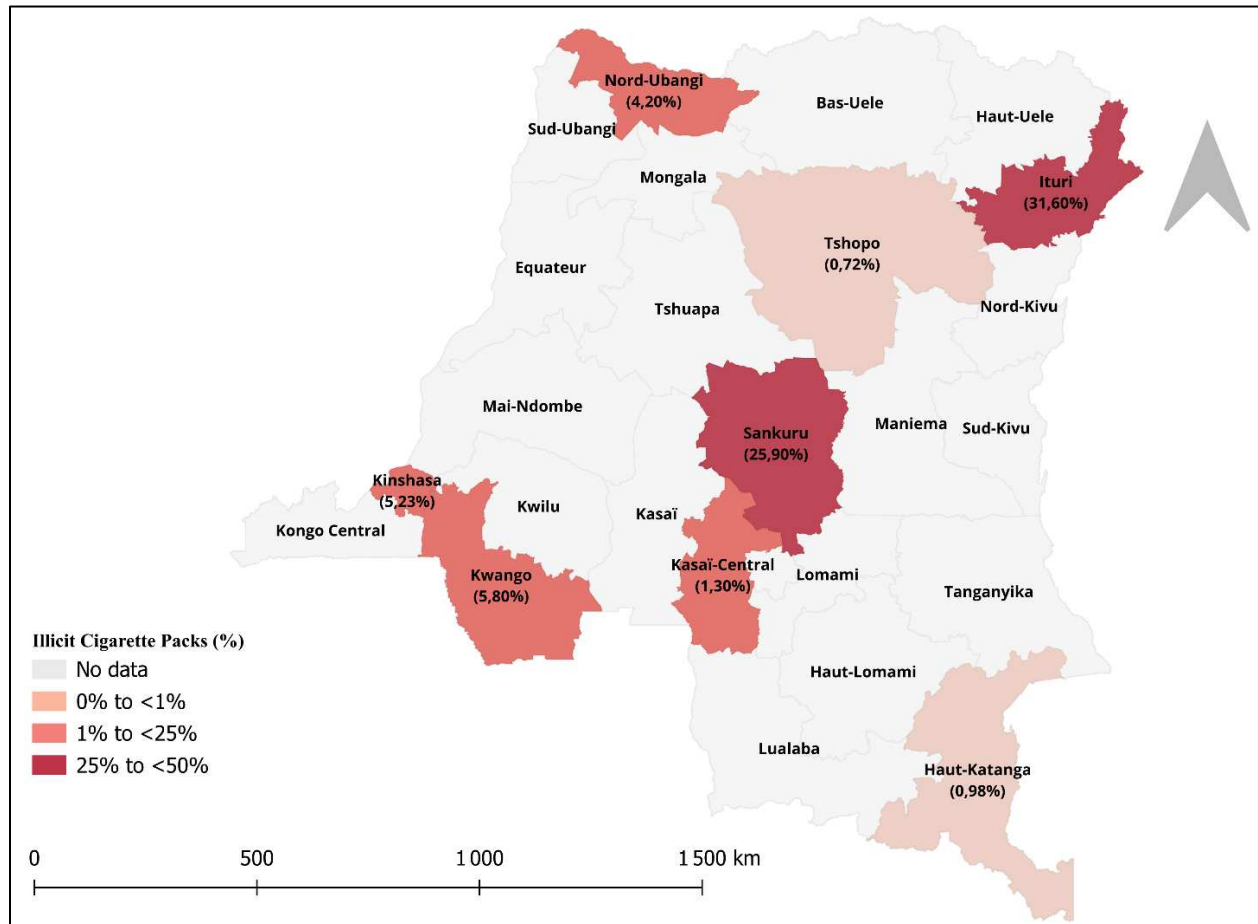 Nord-Ubangi
(4,20%)
Bas-Uele
Haut-Uele
Sud-Ubangi
Mongala
Ituri
(31,60%)
Tshopo
(0,72%)
Equateur
Tshuapa
Nord-Kivu
Mai-Ndombe
Sankuru
(25,90%)
Maniema
Sud-Kivu
Kinshasa
(5,23%)
Kwilu
Kasaï
Kongo Central
Kwango
(5,80%)
Kasaï-Central
(1,30%)
Lomami
Tanganyika
Haut-Lomami
Lualaba
Haut-Katanga
(0,98%)
Illicit Cigarette Packs (%)
No data
0% to <1%
1% to <25%
25% to <50%
0 500 1 000 1 500 km